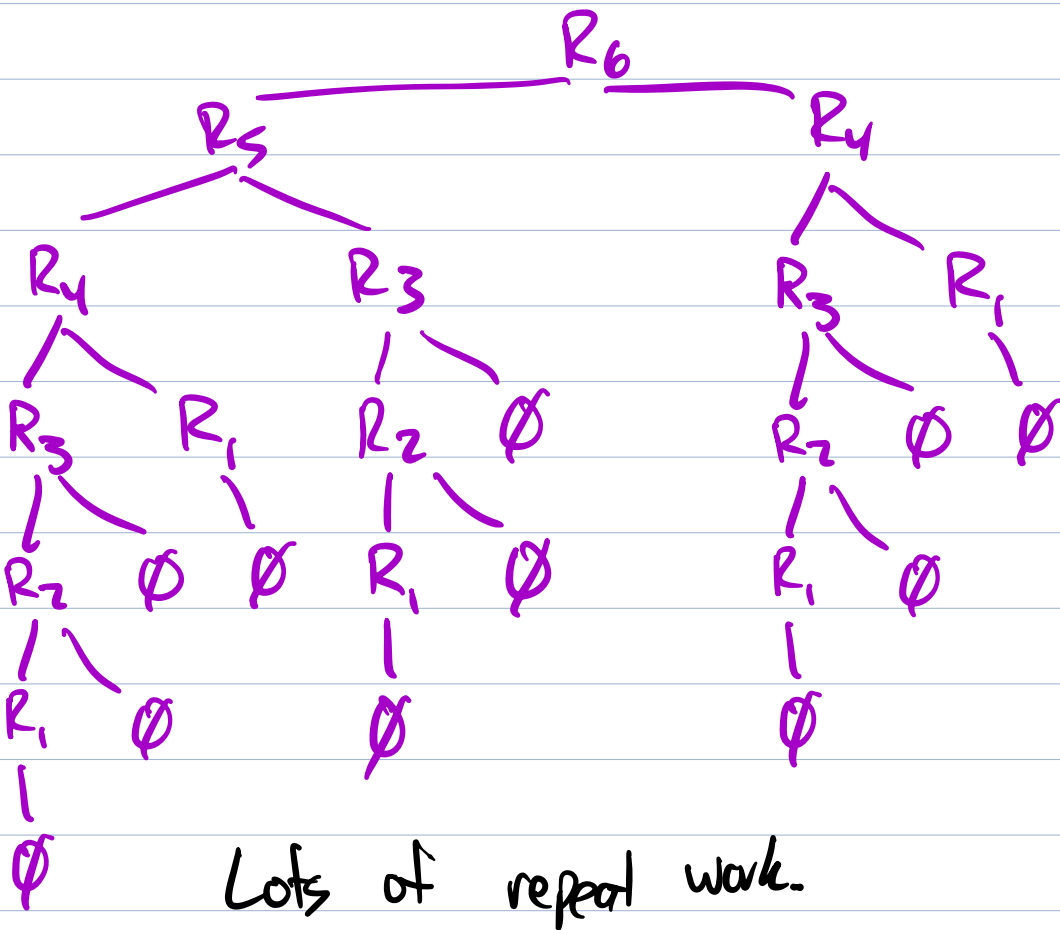 R₆
R₅ R₄
R₄ R₃ R₃ R₁
R₃ R₁ R₂ ∅ R₂ ∅ ∅
R₂ ∅ ∅ R₁ ∅ R₁ ∅
R₁ ∅ ∅ ∅
∅ Lots of repeat work.